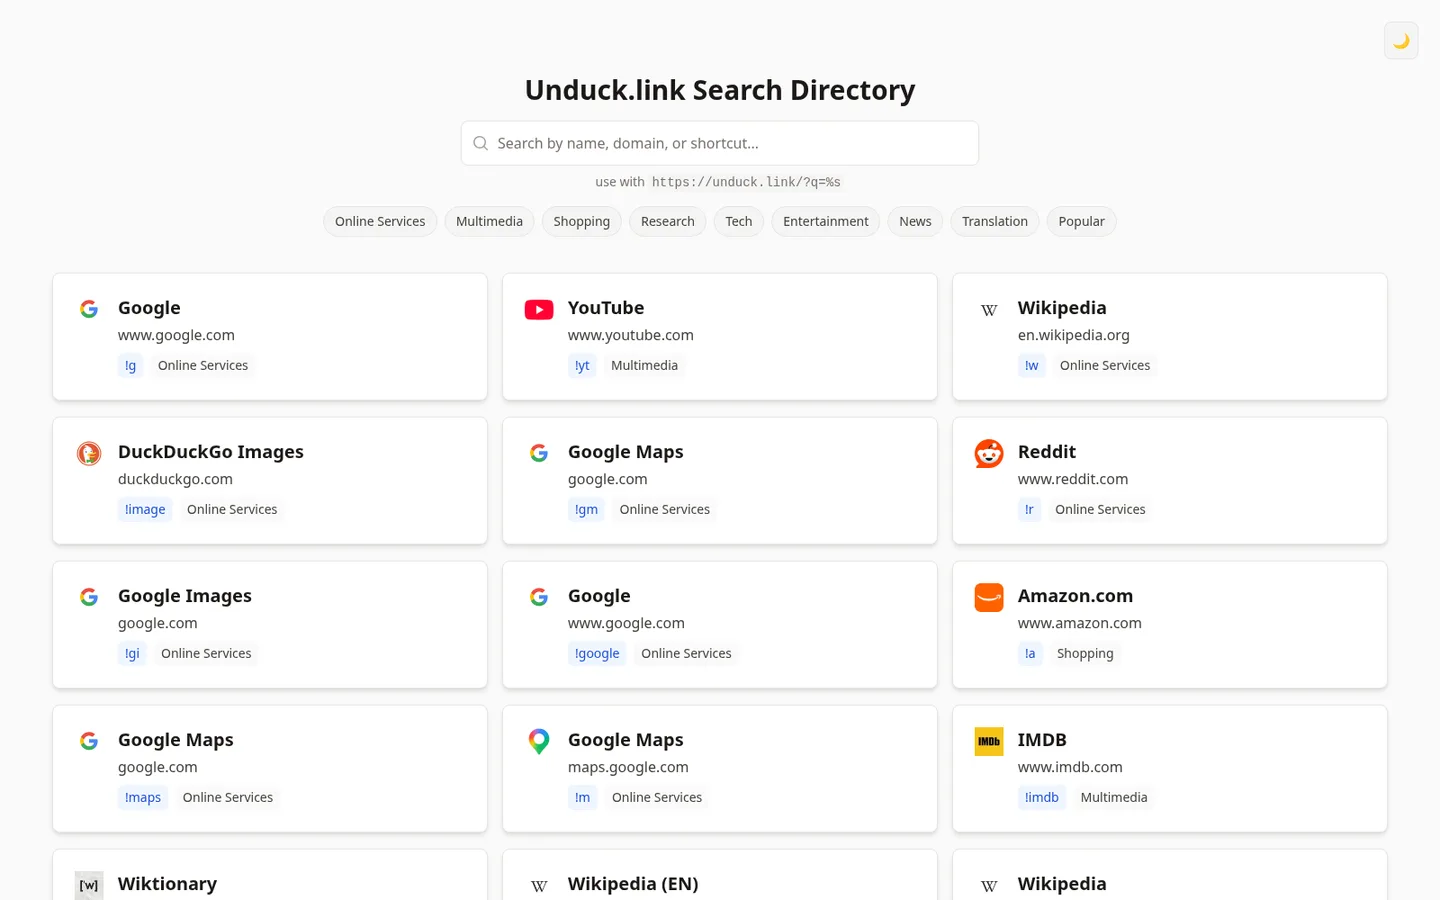 Unduck.link Search Directory
Search by name, domain, or shortcut...
use with https://unduck.link/?q=%s
Online Services Multimedia Shopping Research Tech Entertainment News Translation Popular
Google
www.google.com
!g Online Services
YouTube
www.youtube.com
!yt Multimedia
W
Wikipedia
en.wikipedia.org
!w Online Services
DuckDuckGo Images
duckduckgo.com
!image Online Services
Google Maps
google.com
!gm Online Services
Reddit
www.reddit.com
!r Online Services
Google Images
google.com
!gi Online Services
Google
www.google.com
!google Online Services
Amazon.com
www.amazon.com
!a Shopping
Google Maps
google.com
!maps Online Services
Google Maps
maps.google.com
!m Online Services
IMDb
IMDB
www.imdb.com
!imdb Multimedia
['w]
Wiktionary
W
Wikipedia (EN)
W
Wikipedia